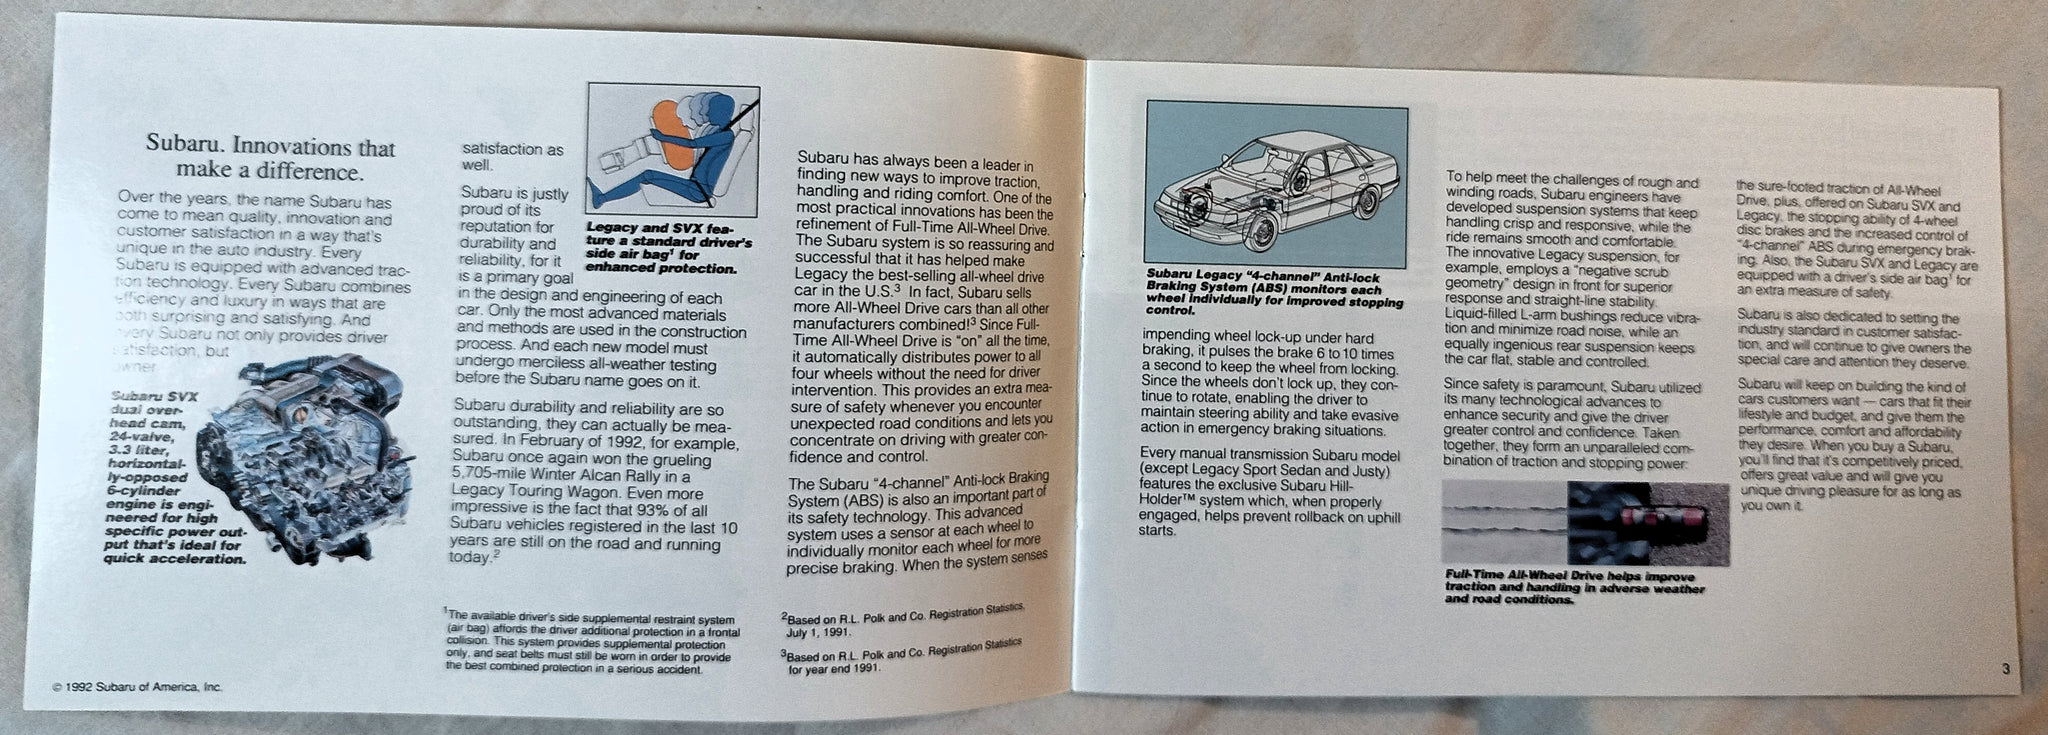 Subaru. Innovations that
make a difference.
Over the years, the name Subaru has
come to mean quality, innovation and
customer satisfaction in a way that's
unique in the auto industry. Every
Subaru is equipped with advanced trac-
tion technology. Every Subaru combines
efficiency and luxury in ways that are
both surprising and satisfying. And
every Subaru not only provides driver
satisfaction, but
owner
Subaru SVX
dual over-
head cam,
24-valve,
3.3 liter,
horizontal-
ly-opposed
6-cylinder
engine is engi-
neered for high
specific power out-
put that's ideal for
quick acceleration.
© 1992 Subaru of America, Inc.
satisfaction as
well.
Subaru is justly
proud of its
reputation for
durability and
reliability, for it
is a primary goal
in the design and engineering of each
car. Only the most advanced materials
and methods are used in the construction
process. And each new model must
undergo merciless all-weather testing
before the Subaru name goes on it.
Legacy and SVX fea-
ture a standard driver's
side air bag¹ for
enhanced protection.
Subaru durability and reliability are so
outstanding, they can actually be mea-
sured. In February of 1992, for example,
Subaru once again won the grueling
5,705-mile Winter Alcan Rally in a
Legacy Touring Wagon. Even more
impressive is the fact that 93% of all
Subaru vehicles registered in the last 10
years are still on the road and running
today.²
¹The available driver's side supplemental restraint system
(air bag) affords the driver additional protection in a frontal
collision. This system provides supplemental protection
only, and seat belts must still be worn in order to provide
the best combined protection in a serious accident.
Subaru has always been a leader in
finding new ways to improve traction,
handling and riding comfort. One of the
most practical innovations has been the
refinement of Full-Time All-Wheel Drive.
The Subaru system is so reassuring and
successful that it has helped make
Legacy the best-selling all-wheel drive
car in the U.S.³ In fact, Subaru sells
more All-Wheel Drive cars than all other
manufacturers combined!³ Since Full-
Time All-Wheel Drive is "on" all the time,
it automatically distributes power to all
four wheels without the need for driver
intervention. This provides an extra mea-
sure of safety whenever you encounter
unexpected road conditions and lets you
concentrate on driving with greater con-
fidence and control.
The Subaru "4-channel" Anti-lock Braking
System (ABS) is also an important part of
its safety technology. This advanced
system uses a sensor at each wheel to
individually monitor each wheel for more
precise braking. When the system senses
²Based on R.L. Polk and Co. Registration Statistics,
July 1, 1991.
³Based on R.L. Polk and Co. Registration Statistics
for year end 1991.
Subaru Legacy "4-channel" Anti-lock
Braking System (ABS) monitors each
wheel individually for improved stopping
control.
impending wheel lock-up under hard
braking, it pulses the brake 6 to 10 times
a second to keep the wheel from locking.
Since the wheels don't lock up, they con-
tinue to rotate, enabling the driver to
maintain steering ability and take evasive
action in emergency braking situations.
Every manual transmission Subaru model
(except Legacy Sport Sedan and Justy)
features the exclusive Subaru Hill-
Holder™ system which, when properly
engaged, helps prevent rollback on uphill
starts.
To help meet the challenges of rough and
winding roads, Subaru engineers have
developed suspension systems that keep
handling crisp and responsive, while the
ride remains smooth and comfortable.
The innovative Legacy suspension, for
example, employs a "negative scrub
geometry" design in front for superior
response and straight-line stability.
Liquid-filled L-arm bushings reduce vibra-
tion and minimize road noise, while an
equally ingenious rear suspension keeps
the car flat, stable and controlled.
Since safety is paramount, Subaru utilized
its many technological advances to
enhance security and give the driver
greater control and confidence. Taken
together, they form an unparalleled com-
bination of traction and stopping power:
Full-Time All-Wheel Drive helps improve
traction and handling in adverse weather
and road conditions.
the sure-footed traction of All-Wheel
Drive, plus, offered on Subaru SVX and
Legacy, the stopping ability of 4-wheel
disc brakes and the increased control of
"4-channel" ABS during emergency brak-
ing. Also, the Subaru SVX and Legacy are
equipped with a driver's side air bag¹ for
an extra measure of safety.
Subaru is also dedicated to setting the
industry standard in customer satisfac-
tion, and will continue to give owners the
special care and attention they deserve.
Subaru will keep on building the kind of
cars customers want — cars that fit their
lifestyle and budget, and give them the
performance, comfort and affordability
they desire. When you buy a Subaru,
you'll find that it's competitively priced,
offers great value and will give you
unique driving pleasure for as long as
you own it.
3